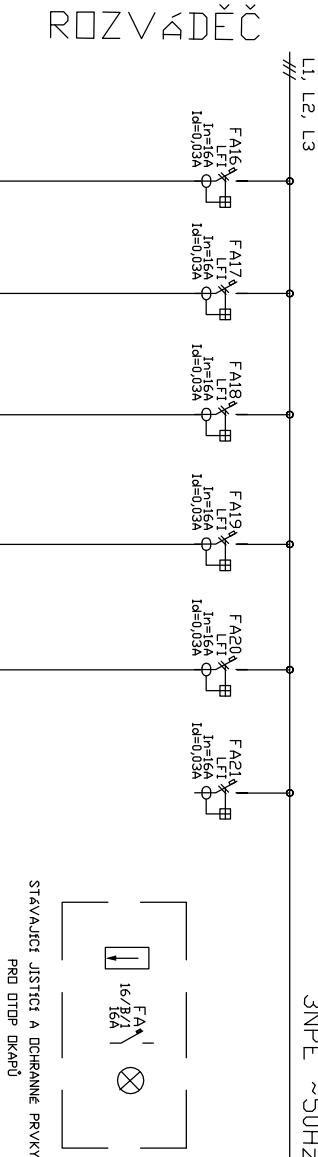 ROZVáDĚČ
L1, L2, L3
3NPE ~50Hz
FA16
LFI
In=16A
Id=0,03A
FA17
LFI
In=16A
Id=0,03A
FA18
LFI
In=16A
Id=0,03A
FA19
LFI
In=16A
Id=0,03A
FA20
LFI
In=16A
Id=0,03A
FA21
LFI
In=16A
Id=0,03A
FA
16/B/1
16A
STáVAJíCí JISTíCí A OCHRANNé PRVKY
PRO OTOP OKAPŮ